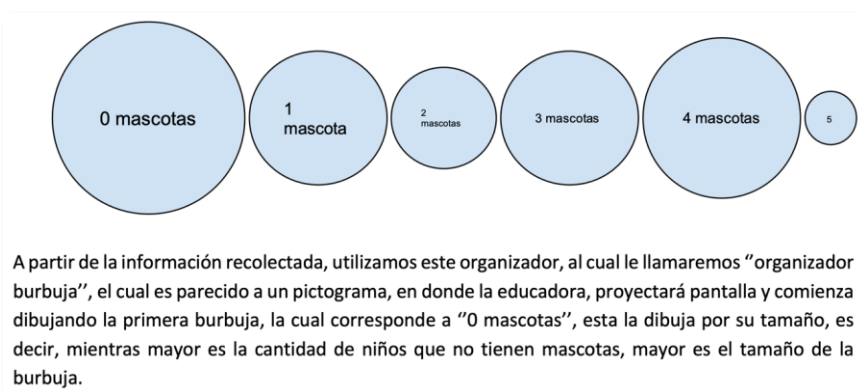 0 mascotas
1
mascota
2
mascotas
3 mascotas
4 mascotas
5
A partir de la información recolectada, utilizamos este organizador, al cual le llamaremos ‘’organizador
burbuja’’, el cual es parecido a un pictograma, en donde la educadora, proyectará pantalla y comienza
dibujando la primera burbuja, la cual corresponde a ‘’0 mascotas’’, esta la dibuja por su tamaño, es
decir, mientras mayor es la cantidad de niños que no tienen mascotas, mayor es el tamaño de la
burbuja.